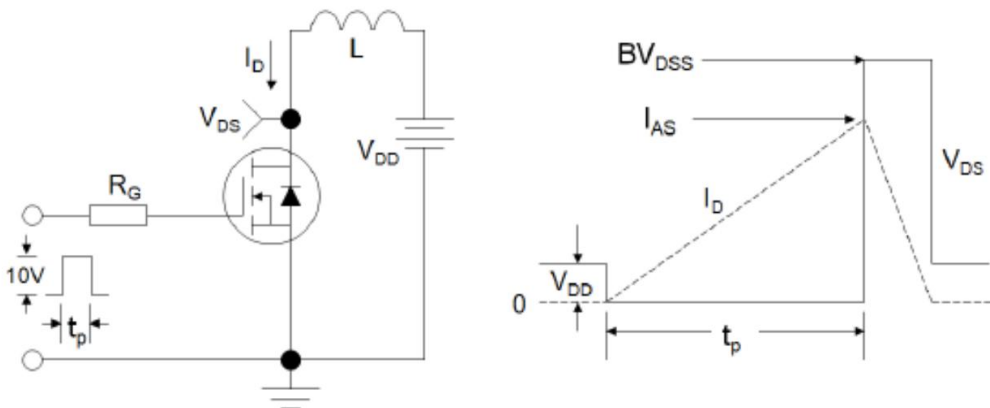 L
I_D
V_DS
V_DD
R_G
10V
t_p
BV_DSS
I_AS
V_DS
I_D
V_DD
0
t_p